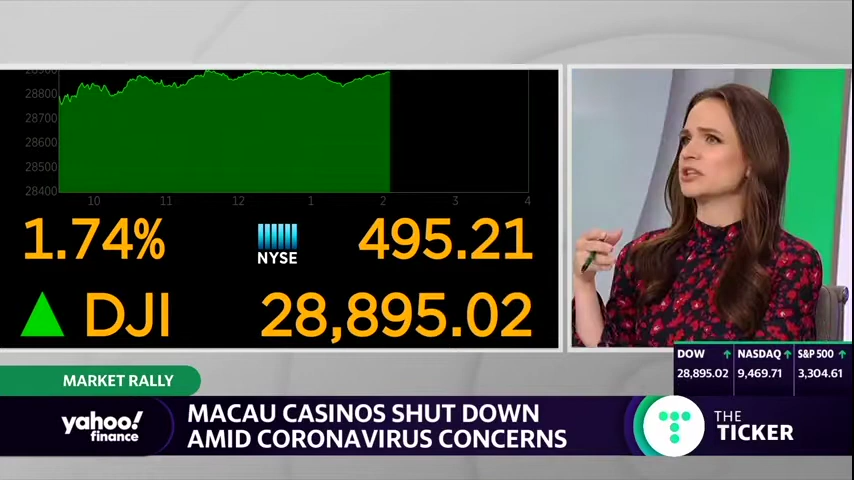 28900
28800
28700
28600
28500
28400
10 11 12 1 2 3 4
1.74% NYSE 495.21
DJI 28,895.02
DOW NASDAQ S&P 500
28,895.02 9,469.71 3,304.61
MARKET RALLY
yahoo!
finance
MACAU CASINOS SHUT DOWN
AMID CORONAVIRUS CONCERNS
THE
TICKER